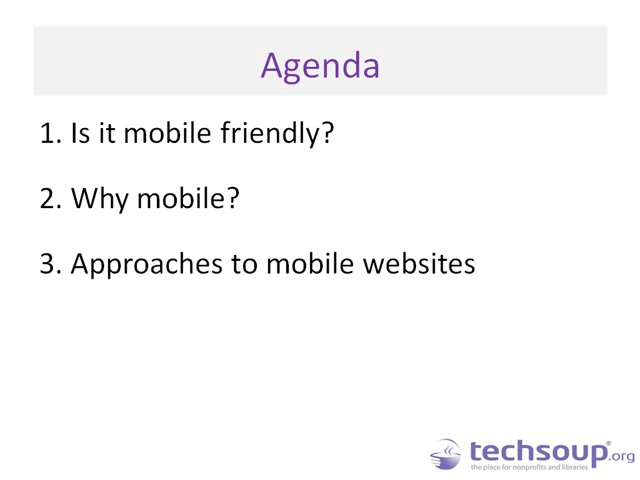 Agenda
1. Is it mobile friendly?
2. Why mobile?
3. Approaches to mobile websites
techsoup®.org
the place for nonprofits and libraries